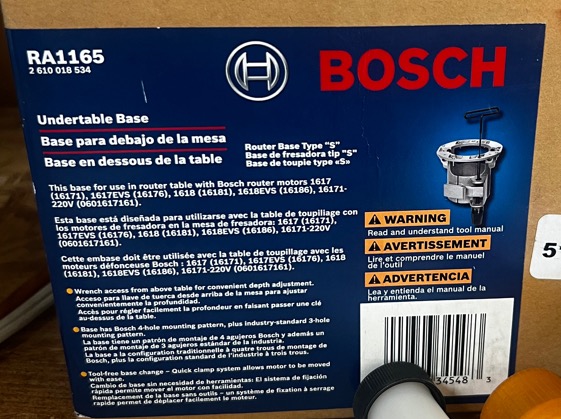 RA1165
2 610 018 534
BOSCH
Undertable Base
Base para debajo de la mesa
Base en dessous de la table
Router Base Type "S"
Base de fresadora tip "S"
Base de toupie type «S»
This base for use in router table with Bosch router motors 1617
(16171), 1617EVS (16176), 1618 (16181), 1618EVS (16186), 16171-
220V (0601617161).
Esta base está diseñada para utilizarse con la table de toupillage con
los motores de fresadora en la mesa de fresadora: 1617 (16171),
1617EVS (16176), 1618 (16181), 1618EVS (16186), 16171-220V
(0601617161).
Cette embase doit être utilisée avec la table de toupillage avec les
moteurs défonceuse Bosch : 1617 (16171), 1617EVS (16176), 1618
(16181), 1618EVS (16186), 16171-220V (0601617161).
Wrench access from above table for convenient depth adjustment.
Acceso para llave de tuerca desde arriba de la mesa para ajustar
convenientemente la profundidad.
Accès pour régler facilement la profondeur en faisant passer une clé
au-dessus de la table.
Base has Bosch 4-hole mounting pattern, plus industry-standard 3-hole
mounting pattern.
La base tiene un patrón de montaje de 4 agujeros Bosch y además un
patrón de montaje de 3 agujeros estándar de la industria.
La base a la configuration traditionnelle à quatre trous de montage de
Bosch, plus la configuration standard de l'industrie à trois trous.
Tool-free base change – Quick clamp system allows motor to be moved
with ease.
Cambio de base sin necesidad de herramientas: El sistema de fijación
rápida permite mover el motor con facilidad.
Remplacement de la base sans outils – un système de fixation à serrage
rapide permet de déplacer facilement le moteur.
WARNING
Read and understand tool manual
AVERTISSEMENT
Lire et comprendre le manuel
de l'outil
ADVERTENCIA
Lea y entienda el manual de la
herramienta.
34548 3